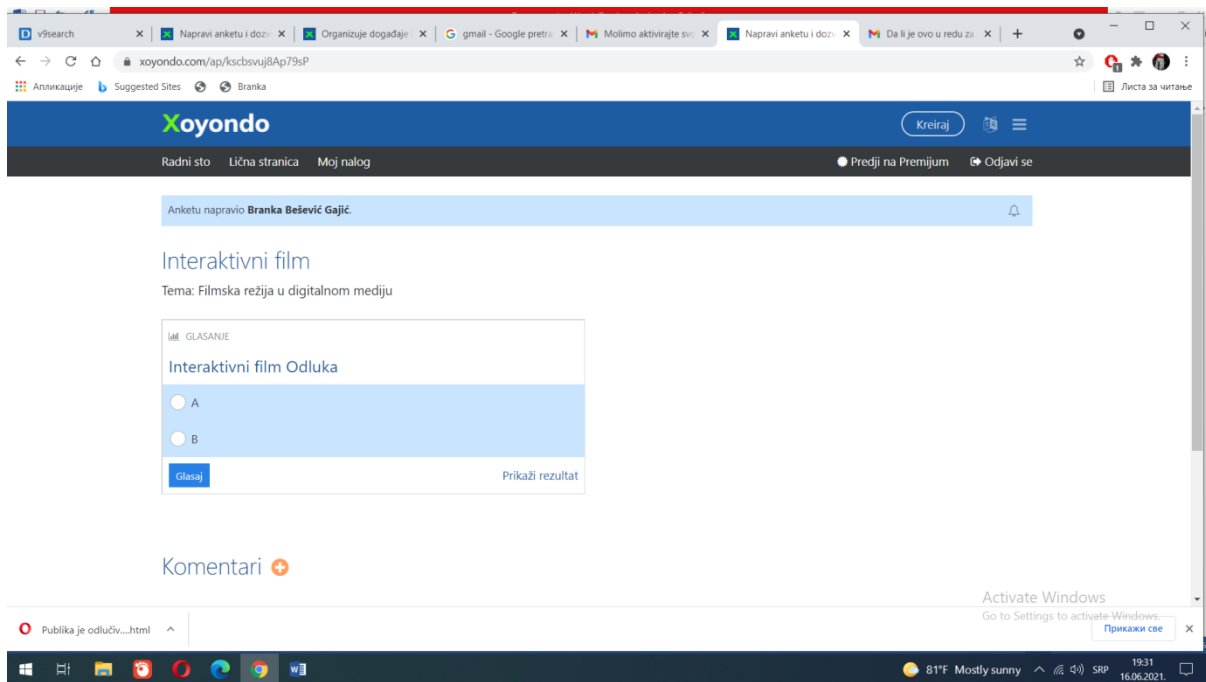 v9search
Napravi anketu i dozv
Organizuje događaje
gmail - Google pretra
Molimo aktivirajte svo
Napravi anketu i dozv
Da li je ovo u redu za
xoyondo.com/ap/kscbsvuj8Ap79sP
Апликације
Suggested Sites
Branka
Листа за читање
Xoyondo
Kreiraj
Radni sto Lična stranica Moj nalog
Predji na Premijum Odjavi se
Anketu napravio Branka Bešević Gajić.
Interaktivni film
Tema: Filmska režija u digitalnom mediju
GLASANJE
Interaktivni film Odluka
A
B
Glasaj
Prikaži rezultat
Komentari
Activate Windows
Go to Settings to activate Windows.
Publika je odlučiv....html
Прикажи све
81°F Mostly sunny
SRP
19:31
16.06.2021.